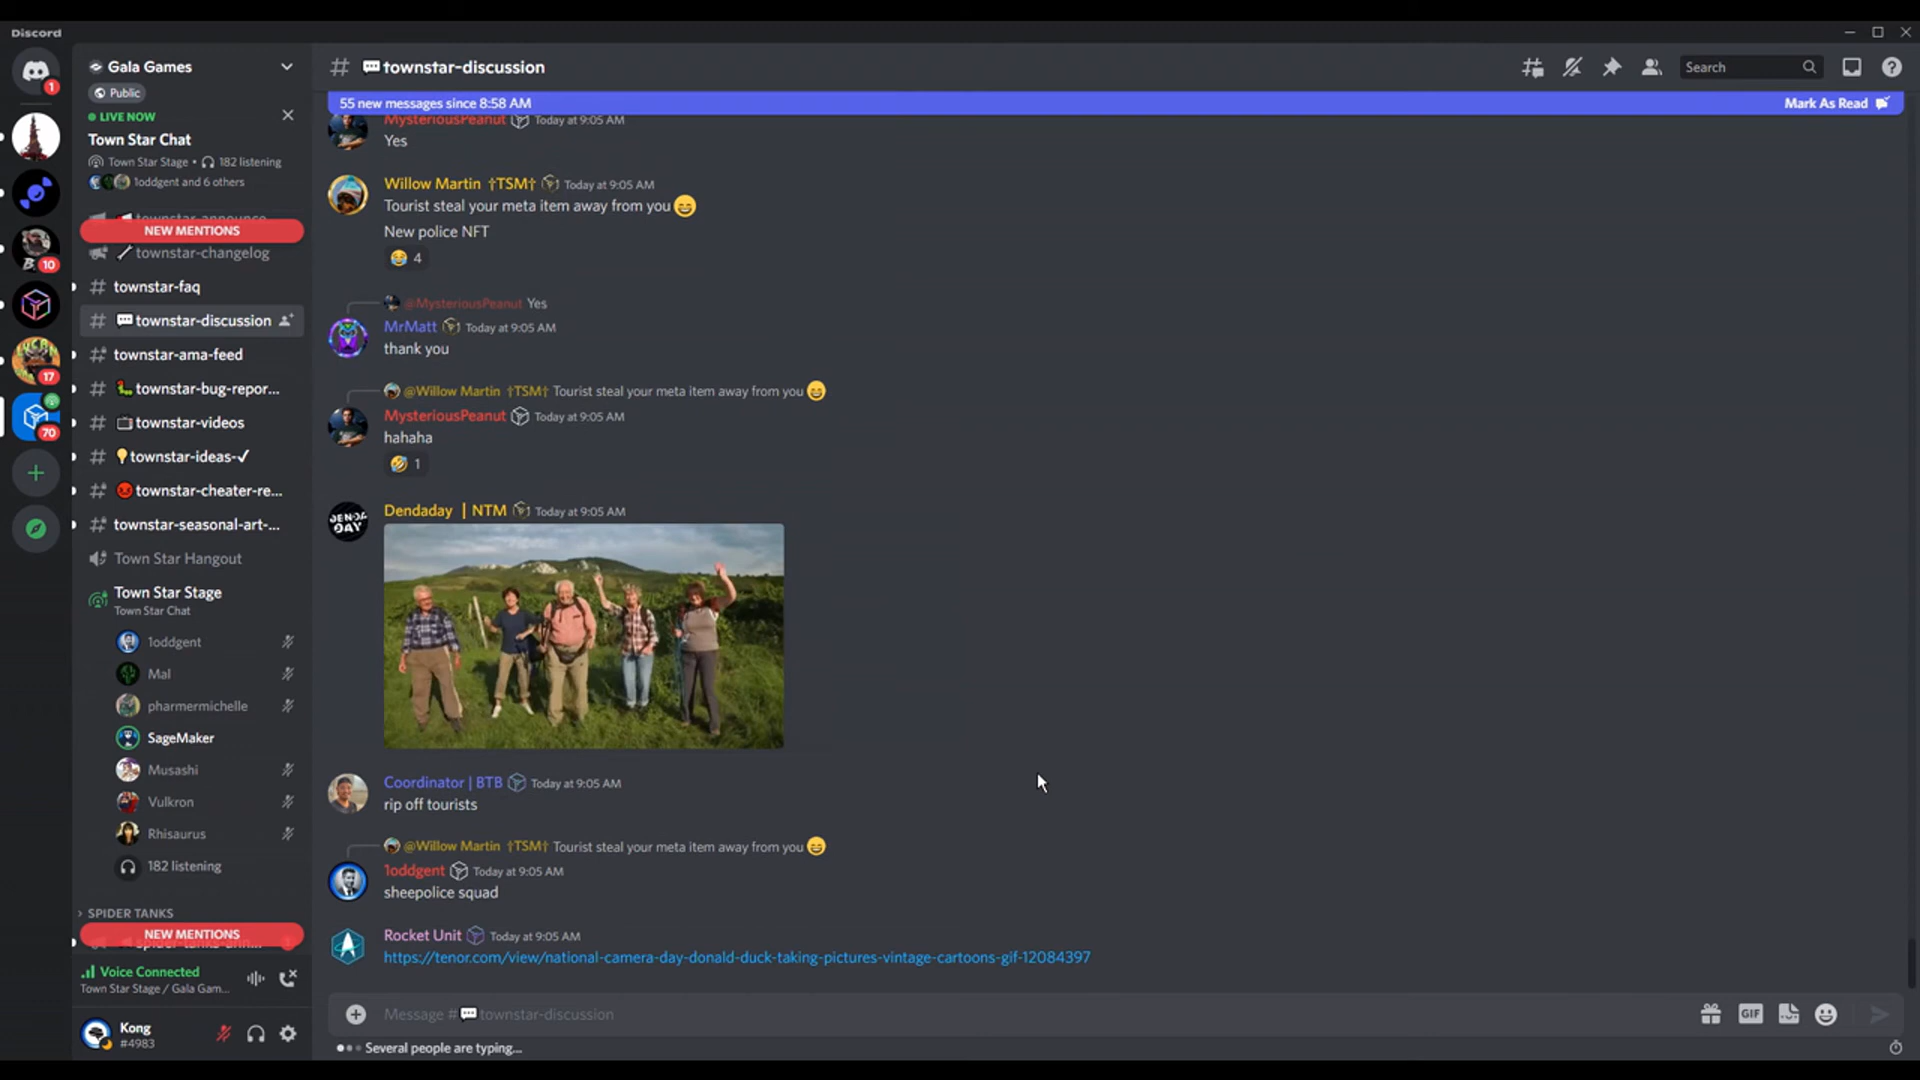 Discord
Gala Games
Public
LIVE NOW
Town Star Chat
Town Star Stage • 182 listening
1oddgent and 6 others
townstar-announce
NEW MENTIONS
townstar-changelog
townstar-faq
townstar-discussion
townstar-ama-feed
townstar-bug-repor...
townstar-videos
townstar-ideas-✓
townstar-cheater-re...
townstar-seasonal-art-...
Town Star Hangout
Town Star Stage
Town Star Chat
1oddgent
Mal
pharmermichelle
SageMaker
Musashi
Vulkron
Rhisaurus
182 listening
SPIDER TANKS
NEW MENTIONS
Voice Connected
Town Star Stage / Gala Gam...
Kong
#4983
1
10
17
70
B.
townstar-discussion
Search
55 new messages since 8:58 AM
Mark As Read
MysteriousPeanut Today at 9:05 AM
Yes
Willow Martin †TSM† Today at 9:05 AM
Tourist steal your meta item away from you 😄
New police NFT
😂 4
@MysteriousPeanut Yes
MrMatt Today at 9:05 AM
thank you
@Willow Martin †TSM† Tourist steal your meta item away from you 😄
MysteriousPeanut Today at 9:05 AM
hahaha
🤣 1
DENDA
DAY
Dendaday | NTM Today at 9:05 AM
Coordinator | BTB Today at 9:05 AM
rip off tourists
@Willow Martin †TSM† Tourist steal your meta item away from you 😄
1oddgent Today at 9:05 AM
sheepolice squad
Rocket Unit Today at 9:05 AM
https://tenor.com/view/national-camera-day-donald-duck-taking-pictures-vintage-cartoons-gif-12084397
Message #💬townstar-discussion
GIF
Several people are typing...